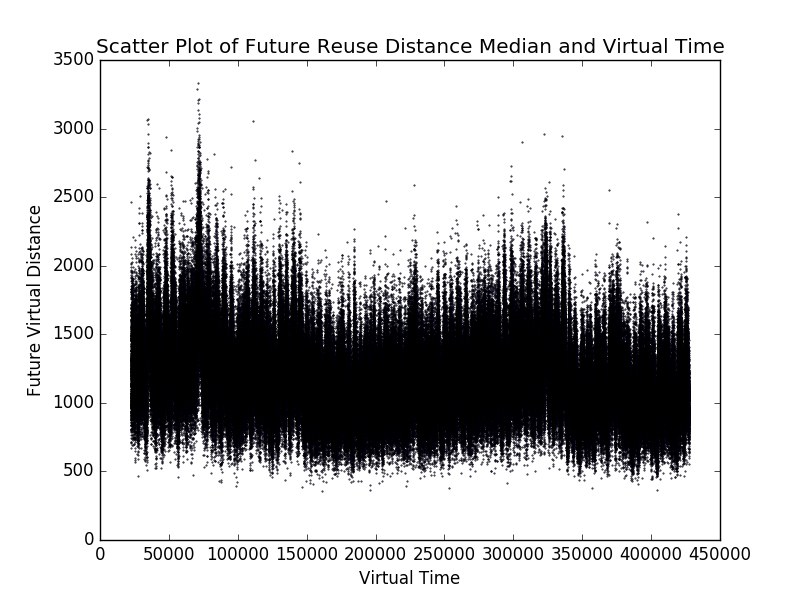 Scatter Plot of Future Reuse Distance Median and Virtual Time
3500
3000
2500
2000
1500
1000
500
0
Future Virtual Distance
0 50000 100000 150000 200000 250000 300000 350000 400000 450000
Virtual Time